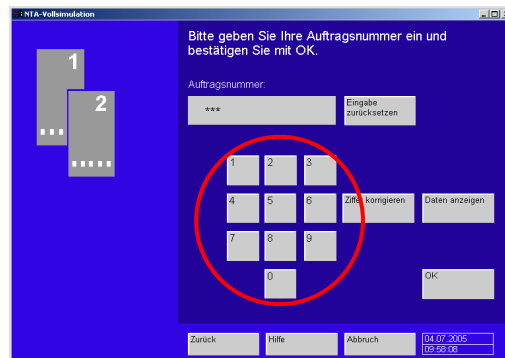 NTA-Vollsimulation
Bitte geben Sie Ihre Auftragsnummer ein und
bestätigen Sie mit OK.
1
2
Auftragsnummer:
***
Eingabe
zurücksetzen
1 2 3
4 5 6 Ziffer korrigieren Daten anzeigen
7 8 9
0 OK
Zurück Hilfe Abbruch 04.07.2005
09:58:08